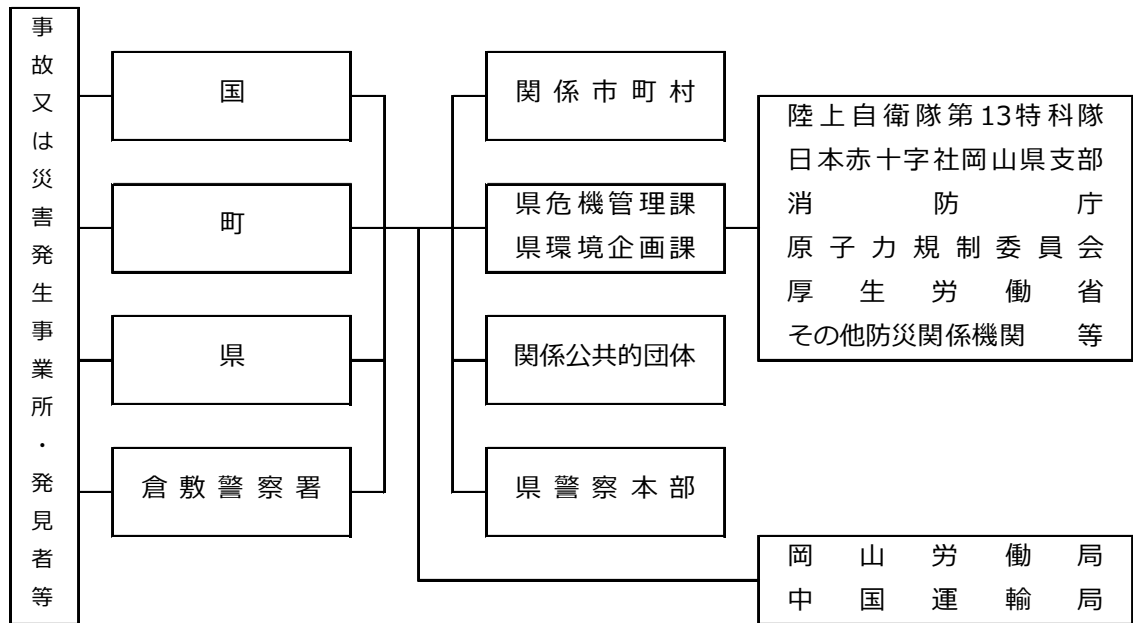 事故又は災害発生事業所・発見者等
国
町
県
倉敷警察署
関係市町村
県危機管理課
県環境企画課
関係公共的団体
県警察本部
陸上自衛隊第13特科隊
日本赤十字社岡山県支部
消防庁
原子力規制委員会
厚生労働省
その他防災関係機関　等
岡山労働局
中国運輸局